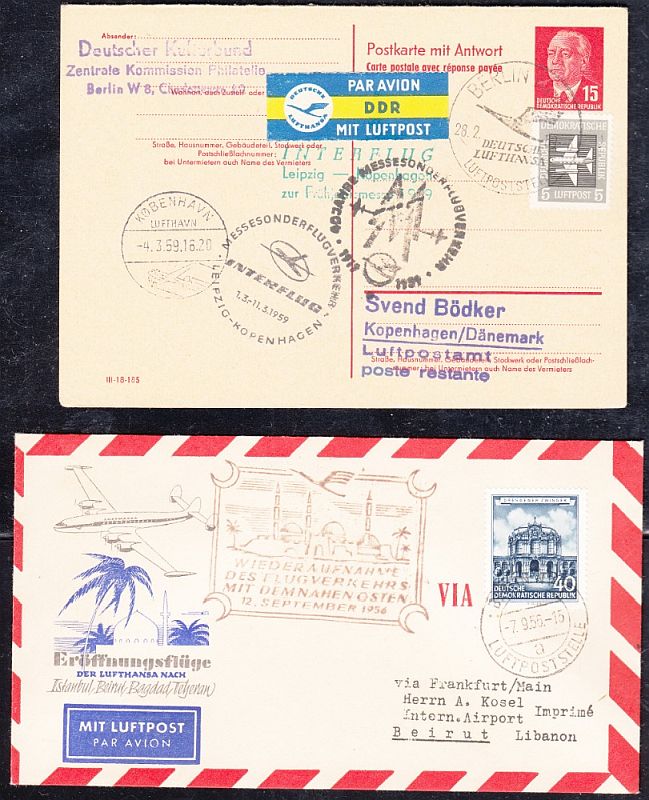 Absender:
Deutscher Kulturbund
Zentrale Kommission Philatelie
Berlin W 8,
Wohnort, auch Zustell- oder
Straße, Hausnummer, Gebäudeteil, Stockwerk oder
Postschließfachnummer:
bei Untermietern auch Name des Vermieters
Postkarte mit Antwort
Carte postale avec réponse payée
15
DEUTSCHE
DEMOKRATISCHE REPUBLIK
DEUTSCHE
LUFTHANSA
PAR AVION
DDR
MIT LUFTPOST
BERLIN
28.2.
DEUTSCHE
LUFTHANSA
LUFTPOSTSTELLE
DEMOKRATISCHE
5 LUFTPOST 5
INTERFLUG
Leipzig - Kopenhagen
zur Frühjahrsmesse 1959
KØBENHAVN
LUFTHAVN
-4.3.59.16.20
MESSESONDERFLUGVERKEHR
INTERFLUG
1.3.-11.3.1959
LEIPZIG-KOPENHAGEN
40 JAHRE MESSESONDERFLUGVERKEHR
1919
1959
Svend Bödker
Kopenhagen/Dänemark
Luftpostamt
poste restante
Straße, Hausnummer, Gebäudeteil, Stockwerk oder Postschließfach-
nummer; bei Untermietern auch Name des Vermieters
III-18-185
WIEDERAUFNAHME
DES FLUGVERKEHRS
MIT DEM NAHEN OSTEN
12. SEPTEMBER 1956
VIA
DRESDENER ZWINGER
40
DEUTSCHE
DEMOKRATISCHE REPUBLIK
-7.9.56.-15
a
LUFTPOSTSTELLE
Eröffnungsflüge
DER LUFTHANSA NACH
Istanbul-Beirut-Bagdad-Teheran
MIT LUFTPOST
PAR AVION
via Frankfurt/Main
Herrn A. Kosel
Imprimé
Intern.Airport
Beirut Libanon